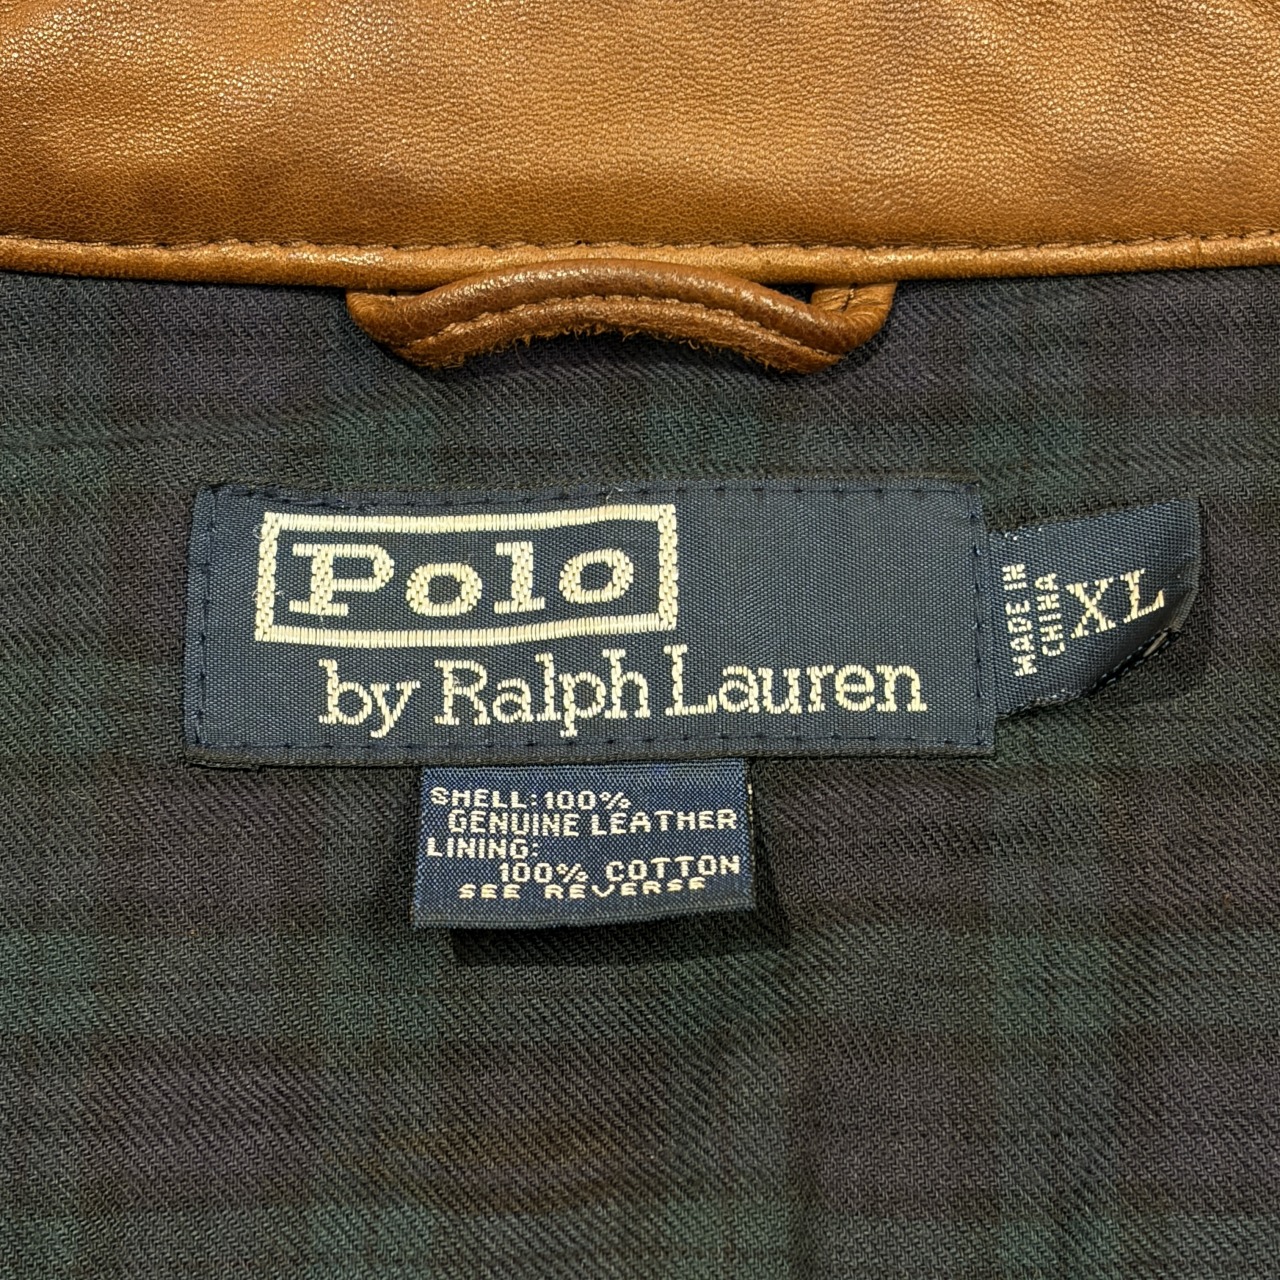 Polo
by Ralph Lauren
MADE IN
CHINA
XL
SHELL:100%
GENUINE LEATHER
LINING:
100% COTTON
SEE REVERSE